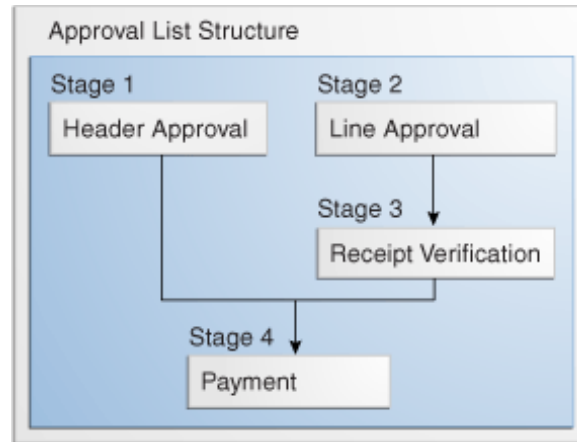 Approval List Structure
Stage 1
Header Approval
Stage 2
Line Approval
Stage 3
Receipt Verification
Stage 4
Payment